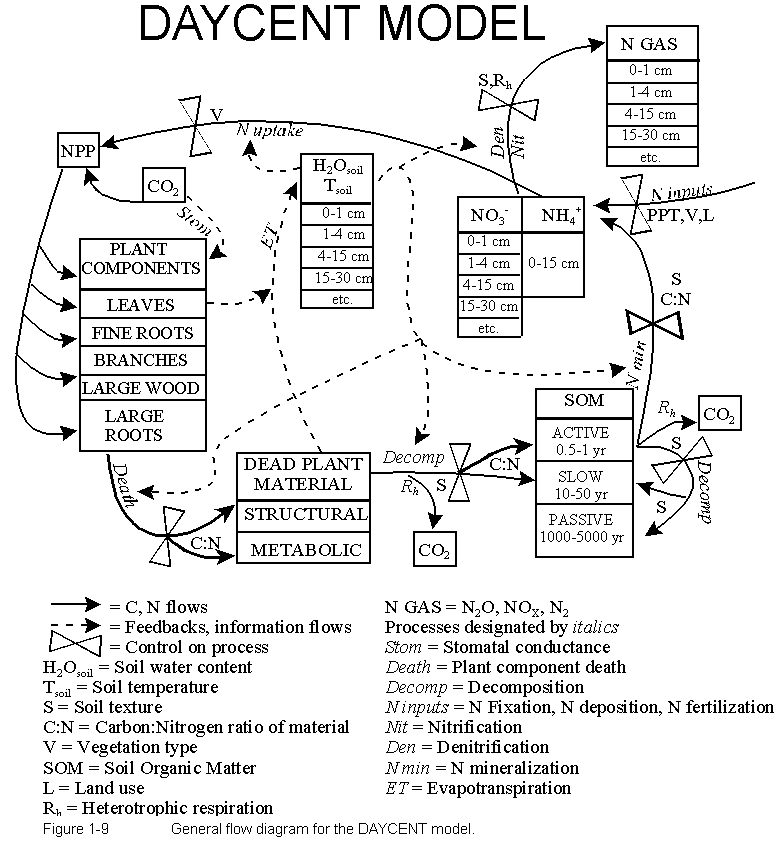 DAYCENT MODEL
N GAS
0-1 cm
1-4 cm
4-15 cm
15-30 cm
etc.
S,Rh
Den
Nit
V
N uptake
NPP
CO2
Stom
ET
H2Osoil
Tsoil
0-1 cm
1-4 cm
4-15 cm
15-30 cm
etc.
N inputs
PPT,V,L
NO3-
NH4+
0-1 cm
1-4 cm
4-15 cm
15-30 cm
etc.
0-15 cm
PLANT
COMPONENTS
LEAVES
FINE ROOTS
BRANCHES
LARGE WOOD
LARGE
ROOTS
S
C:N
N min
Death
C:N
DEAD PLANT
MATERIAL
STRUCTURAL
METABOLIC
Decomp
Rh
S
C:N
CO2
SOM
ACTIVE
0.5-1 yr
SLOW
10-50 yr
PASSIVE
1000-5000 yr
Rh
CO2
S
S
Decomp
= C, N flows
= Feedbacks, information flows
= Control on process
H2Osoil = Soil water content
Tsoil = Soil temperature
S = Soil texture
C:N = Carbon:Nitrogen ratio of material
V = Vegetation type
SOM = Soil Organic Matter
L = Land use
Rh = Heterotrophic respiration
N GAS = N2O, NOX, N2
Processes designated by italics
Stom = Stomatal conductance
Death = Plant component death
Decomp = Decomposition
N inputs = N Fixation, N deposition, N fertilization
Nit = Nitrification
Den = Denitrification
N min = N mineralization
ET = Evapotranspiration
Figure 1-9 General flow diagram for the DAYCENT model.